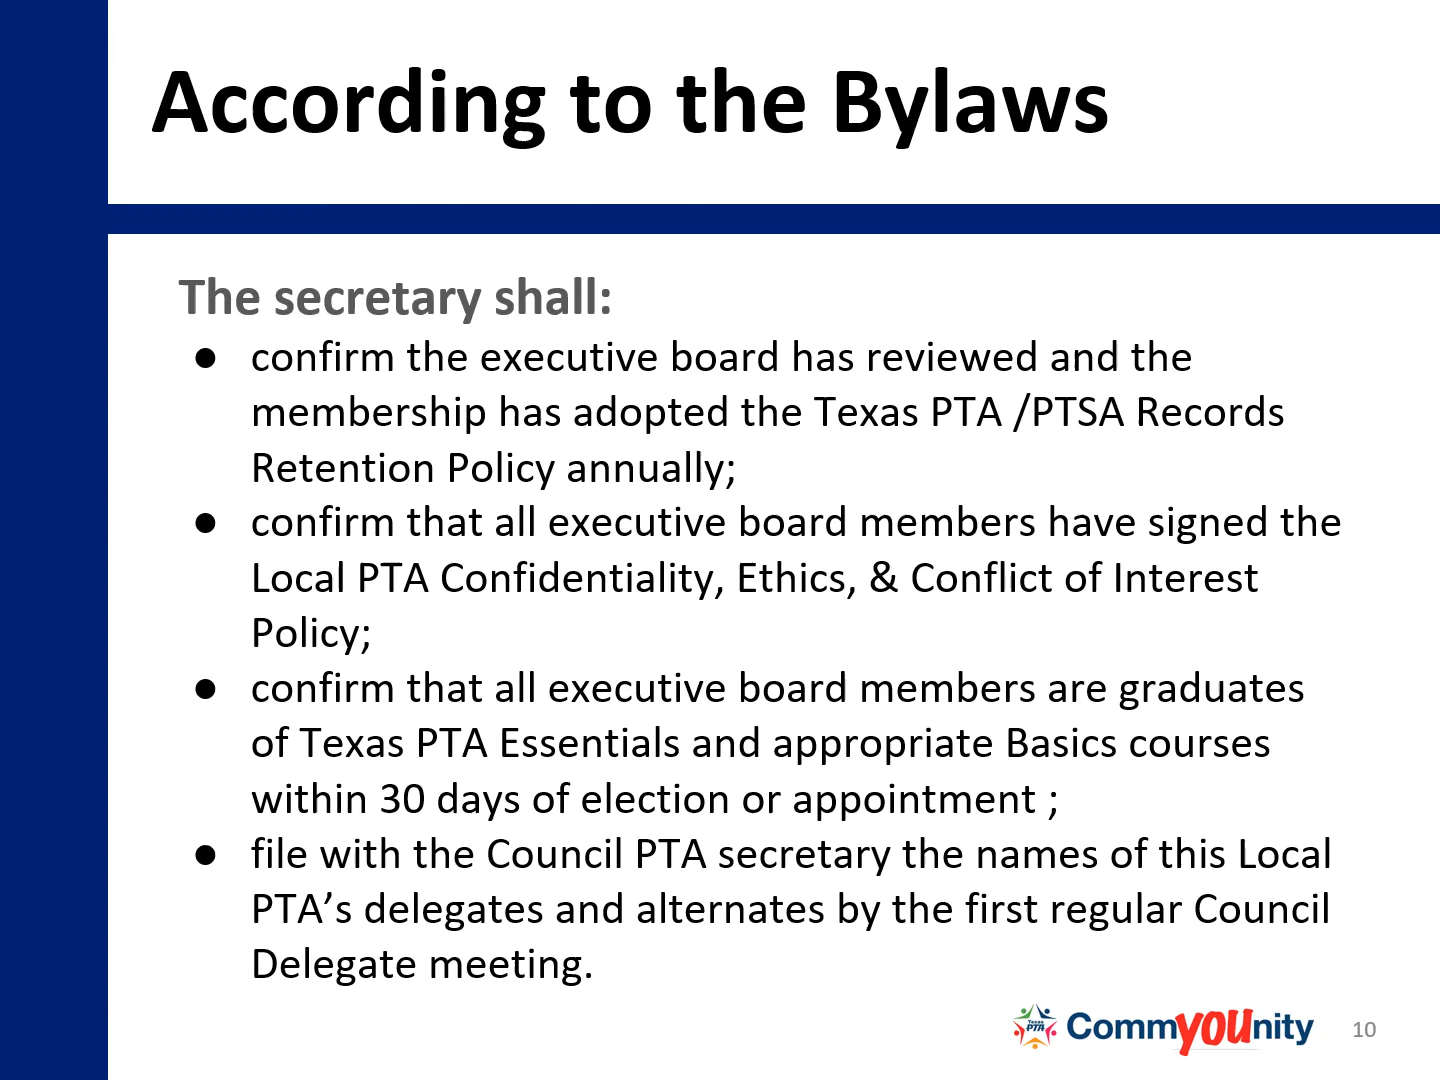 According to the Bylaws
The secretary shall:
● confirm the executive board has reviewed and the
membership has adopted the Texas PTA /PTSA Records
Retention Policy annually;
● confirm that all executive board members have signed the
Local PTA Confidentiality, Ethics, & Conflict of Interest
Policy;
● confirm that all executive board members are graduates
of Texas PTA Essentials and appropriate Basics courses
within 30 days of election or appointment ;
● file with the Council PTA secretary the names of this Local
PTA’s delegates and alternates by the first regular Council
Delegate meeting.
Texas
PTA
CommYOUnity
10